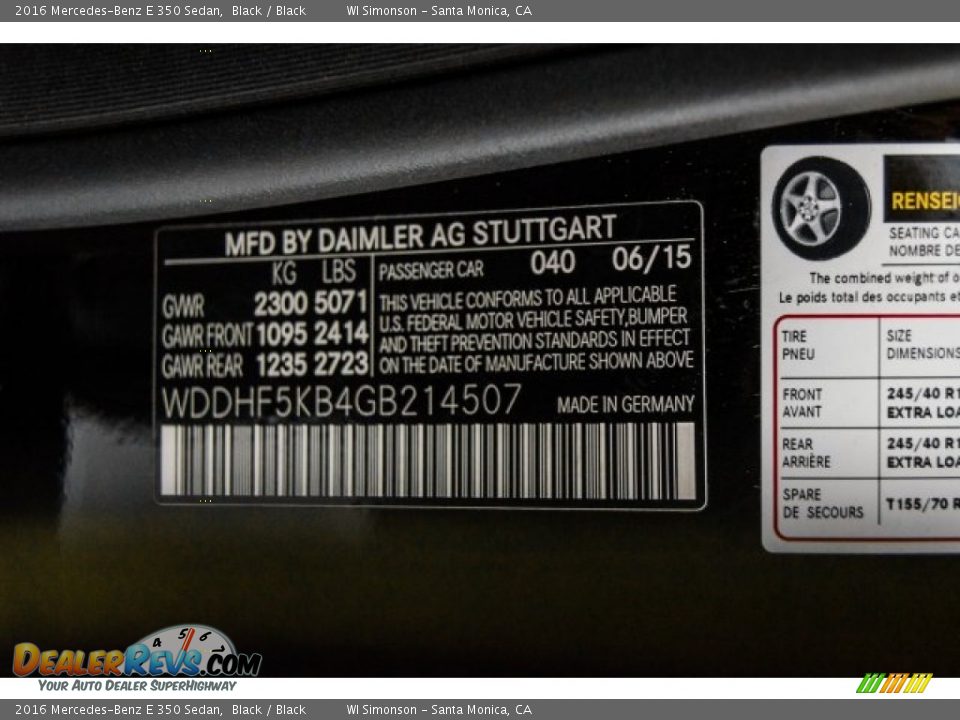 2016 Mercedes-Benz E 350 Sedan, Black / Black WI Simonson - Santa Monica, CA
MFD BY DAIMLER AG STUTTGART
KG LBS
GVWR 2300 5071
GAWR FRONT 1095 2414
GAWR REAR 1235 2723
PASSENGER CAR 040 06/15
THIS VEHICLE CONFORMS TO ALL APPLICABLE
U.S. FEDERAL MOTOR VEHICLE SAFETY,BUMPER
AND THEFT PREVENTION STANDARDS IN EFFECT
ON THE DATE OF MANUFACTURE SHOWN ABOVE
WDDHF5KB4GB214507 MADE IN GERMANY
RENSEI
SEATING CA
NOMBRE DE
The combined weight of o
Le poids total des occupants et
TIRE SIZE
PNEU DIMENSIONS
FRONT 245/40 R1
AVANT EXTRA LOA
REAR 245/40 R1
ARRIÈRE EXTRA LOA
SPARE T155/70 R
DE SECOURS
4 5 6
DEALERREVS.COM
YOUR AUTO DEALER SUPERHIGHWAY
2016 Mercedes-Benz E 350 Sedan, Black / Black WI Simonson - Santa Monica, CA